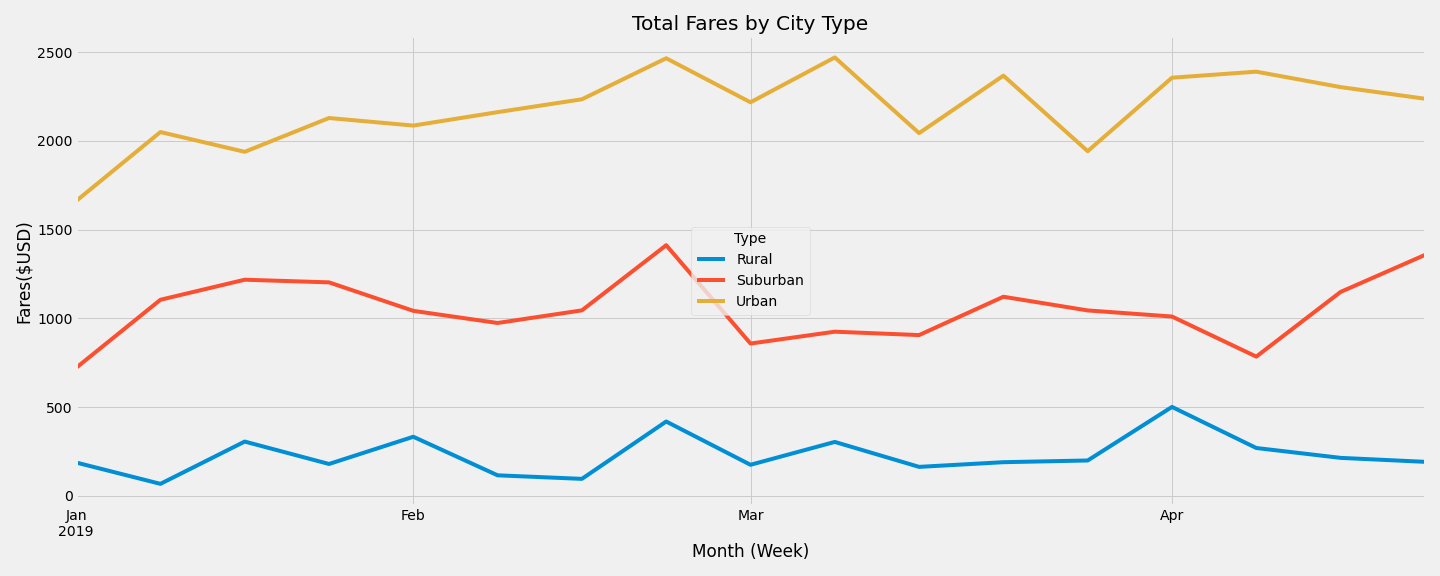 Total Fares by City Type
Fares($USD)
2500
2000
1500
1000
500
0
Type
Rural
Suburban
Urban
Jan Feb Mar Apr
2019
Month (Week)